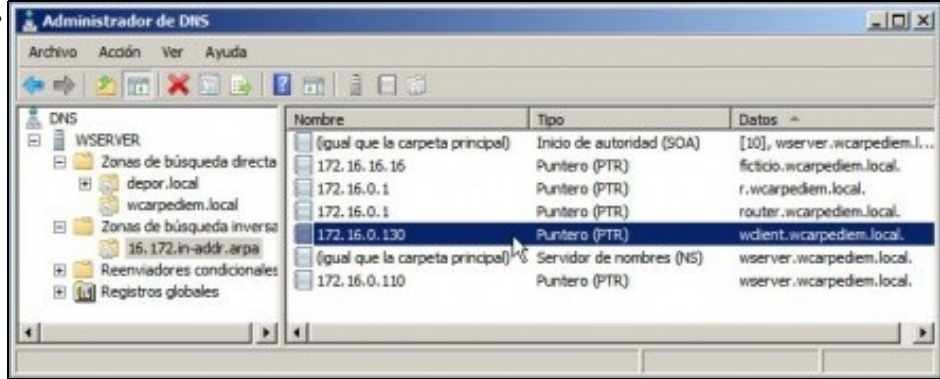 Administrador de DNS
Archivo Acción Ver Ayuda
DNS
WSERVER
Zonas de búsqueda directa
depor.local
wcarpediem.local
Zonas de búsqueda inversa
16.172.in-addr.arpa
Reenviadores condicionales
Registros globales
Nombre Tipo Datos
(igual que la carpeta principal) Inicio de autoridad (SOA) [10], wserver.wcarpediem.l...
172.16.16.16 Puntero (PTR) ficticio.wcarpediem.local.
172.16.0.1 Puntero (PTR) r.wcarpediem.local.
172.16.0.1 Puntero (PTR) router.wcarpediem.local.
172.16.0.130 Puntero (PTR) wclient.wcarpediem.local.
(igual que la carpeta principal) Servidor de nombres (NS) wserver.wcarpediem.local.
172.16.0.110 Puntero (PTR) wserver.wcarpediem.local.